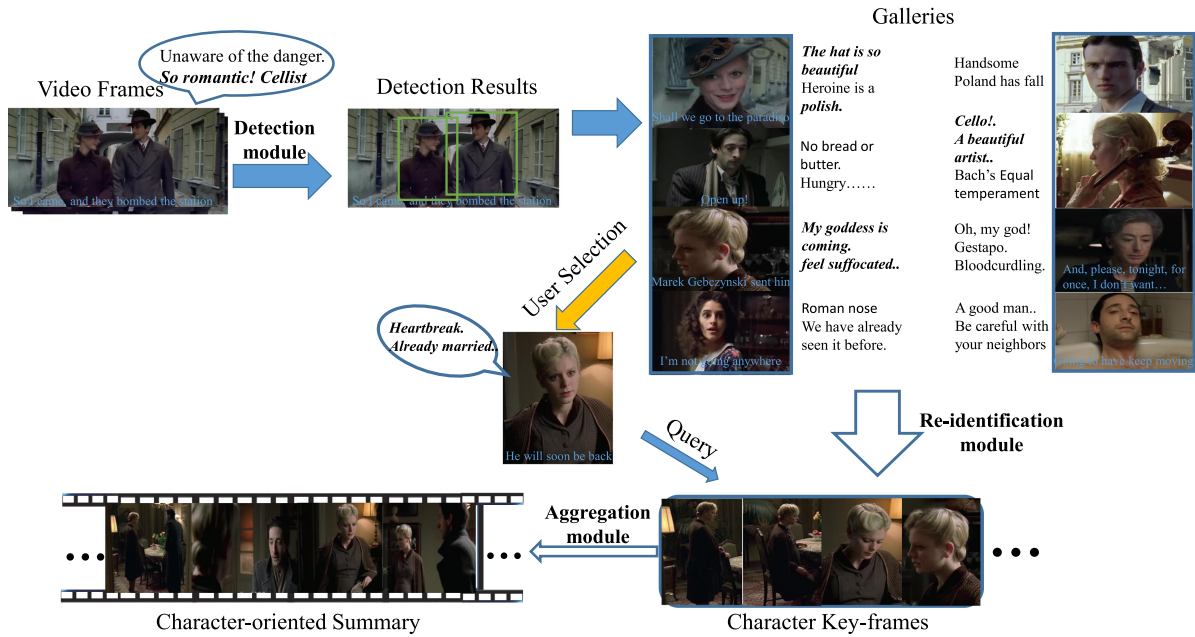 Galleries
Unaware of the danger.
So romantic! Cellist
Video Frames
Detection Results
Detection
module
So I came, and they bombed the station
So I came, and they bombed the station
Shall we go to the paradiso
The hat is so
beautiful
Heroine is a
polish.
Open up!
No bread or
butter.
Hungry......
Marek Gebczynski sent him
My goddess is
coming.
feel suffocated..
I'm not going anywhere
Roman nose
We have already
seen it before.
Handsome
Poland has fall
Cello!.
A beautiful
artist..
Bach's Equal
temperament
Oh, my god!
Gestapo.
Bloodcurdling.
And, please, tonight, for
once, I don't want…
A good man..
Be careful with
your neighbors
have keep moving
User Selection
Heartbreak.
Already married..
He will soon be back
Query
Re-identification
module
Aggregation
module
Character-oriented Summary
Character Key-frames